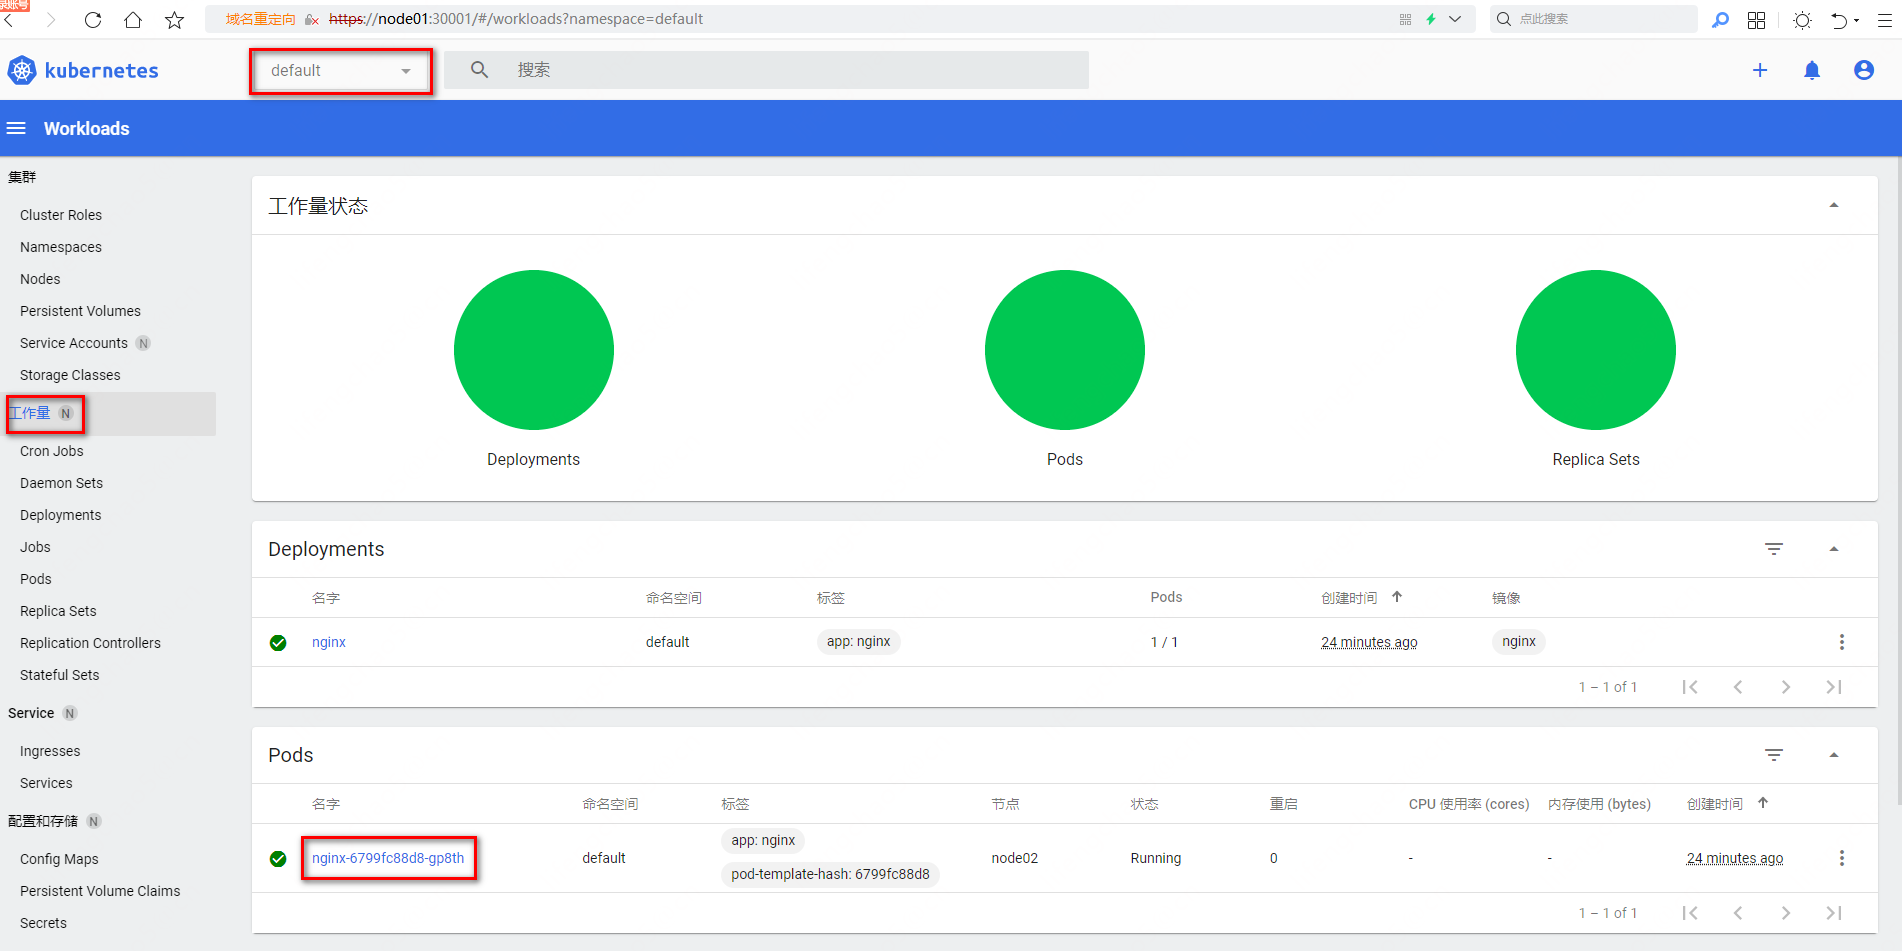 录账号
域名重定向 https://node01:30001/#/workloads?namespace=default
点此搜索
kubernetes
default
搜索
Workloads
集群
Cluster Roles
Namespaces
Nodes
Persistent Volumes
Service Accounts N
Storage Classes
工作量 N
Cron Jobs
Daemon Sets
Deployments
Jobs
Pods
Replica Sets
Replication Controllers
Stateful Sets
Service N
Ingresses
Services
配置和存储 N
Config Maps
Persistent Volume Claims
Secrets
工作量状态
Deployments Pods Replica Sets
Deployments
名字 命名空间 标签 Pods 创建时间 镜像
nginx default app: nginx 1 / 1 24 minutes ago nginx
1 – 1 of 1
Pods
名字 命名空间 标签 节点 状态 重启 CPU 使用率 (cores) 内存使用 (bytes) 创建时间
app: nginx
nginx-6799fc88d8-gp8th default node02 Running 0 - - 24 minutes ago
pod-template-hash: 6799fc88d8
1 – 1 of 1